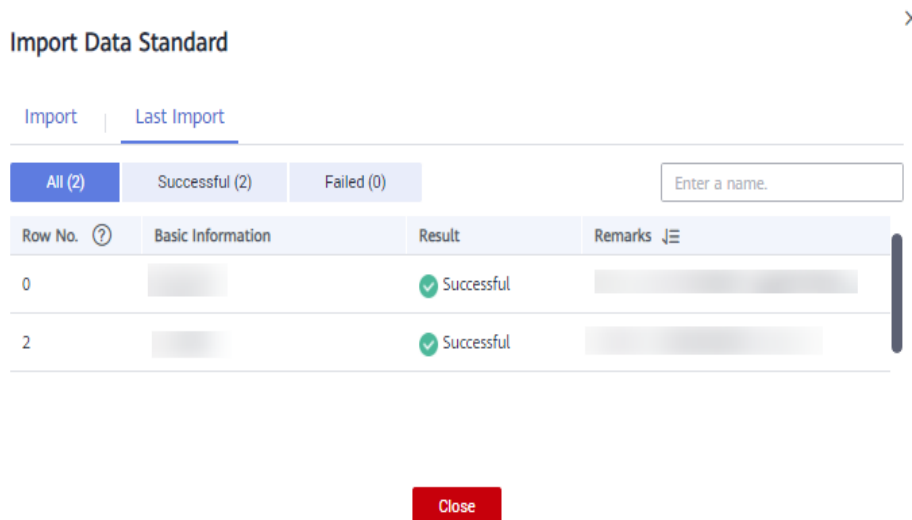 Import Data Standard
Import Last Import
All (2) Successful (2) Failed (0) Enter a name.
Row No. Basic Information Result Remarks
0 Successful
2 Successful
Close